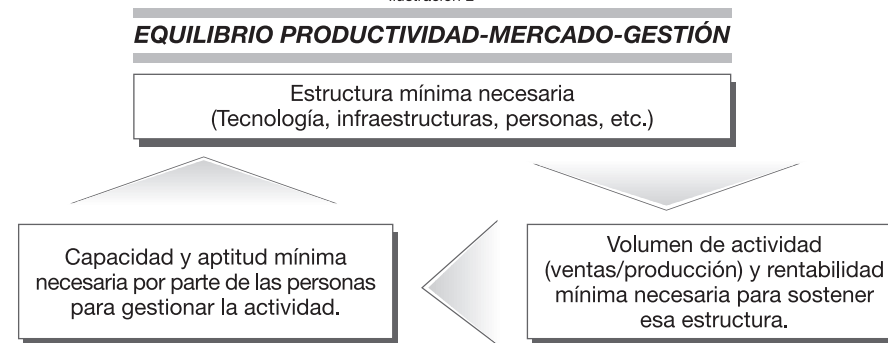 EQUILIBRIO PRODUCTIVIDAD-MERCADO-GESTIÓN
Estructura mínima necesaria
(Tecnología, infraestructuras, personas, etc.)
Capacidad y aptitud mínima
necesaria por parte de las personas
para gestionar la actividad.
Volumen de actividad
(ventas/producción) y rentabilidad
mínima necesaria para sostener
esa estructura.